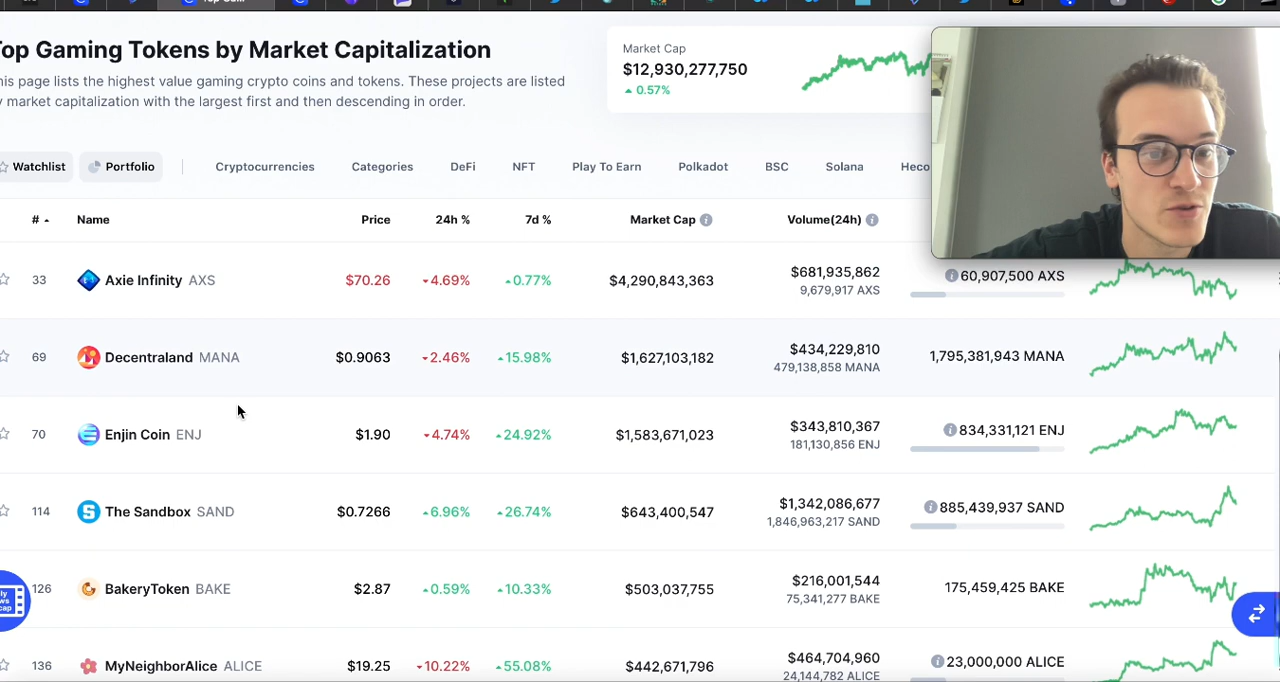 Top Gam
op Gaming Tokens by Market Capitalization
his page lists the highest value gaming crypto coins and tokens. These projects are listed
y market capitalization with the largest first and then descending in order.
Market Cap
$12,930,277,750
0.57%
Watchlist Portfolio Cryptocurrencies Categories DeFi NFT Play To Earn Polkadot BSC Solana Heco
# Name Price 24h % 7d % Market Cap Volume(24h)
33 Axie Infinity AXS $70.26 4.69% 0.77% $4,290,843,363 $681,935,862 60,907,500 AXS
9,679,917 AXS
69 Decentraland MANA $0.9063 2.46% 15.98% $1,627,103,182 $434,229,810 1,795,381,943 MANA
479,138,858 MANA
70 Enjin Coin ENJ $1.90 4.74% 24.92% $1,583,671,023 $343,810,367 834,331,121 ENJ
181,130,856 ENJ
114 The Sandbox SAND $0.7266 6.96% 26.74% $643,400,547 $1,342,086,677 885,439,937 SAND
1,846,963,217 SAND
126 BakeryToken BAKE $2.87 0.59% 10.33% $503,037,755 $216,001,544 175,459,425 BAKE
75,341,277 BAKE
136 MyNeighborAlice ALICE $19.25 10.22% 55.08% $442,671,796 $464,704,960 23,000,000 ALICE
24,144,782 ALICE